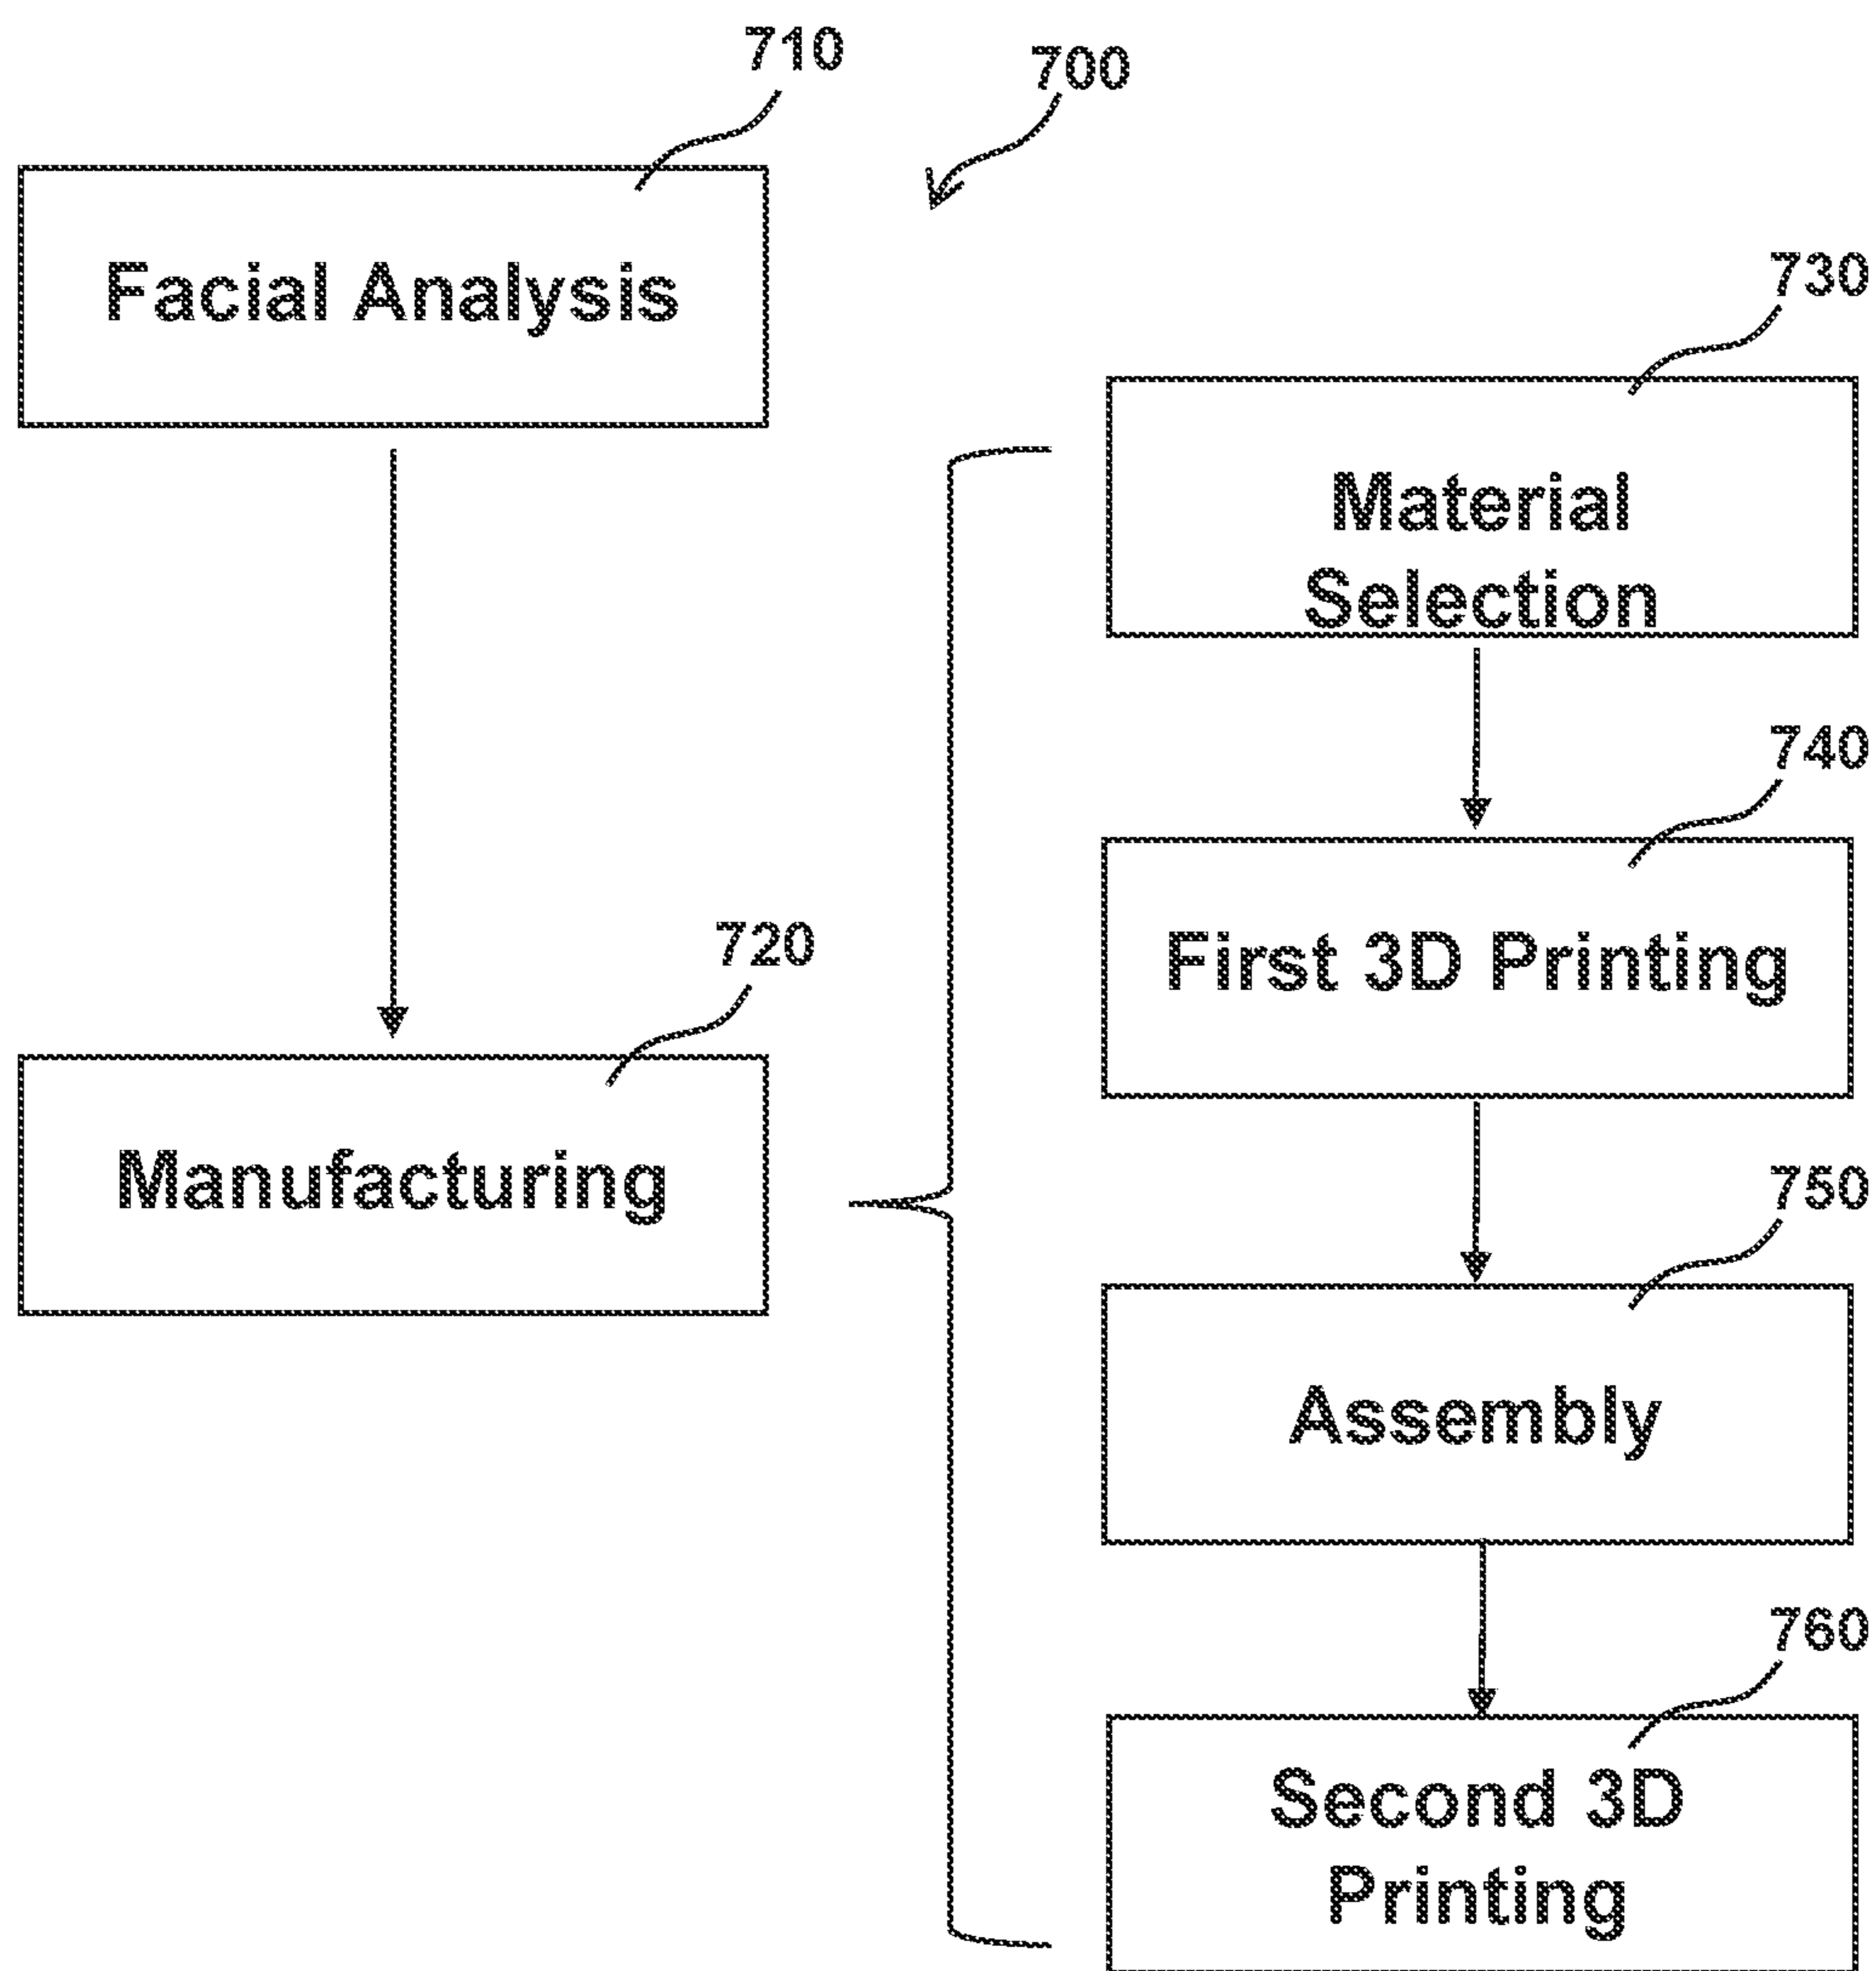 710
700
Facial Analysis
730
Material
Selection
740
First 3D Printing
720
Manufacturing
750
Assembly
760
Second 3D
Printing